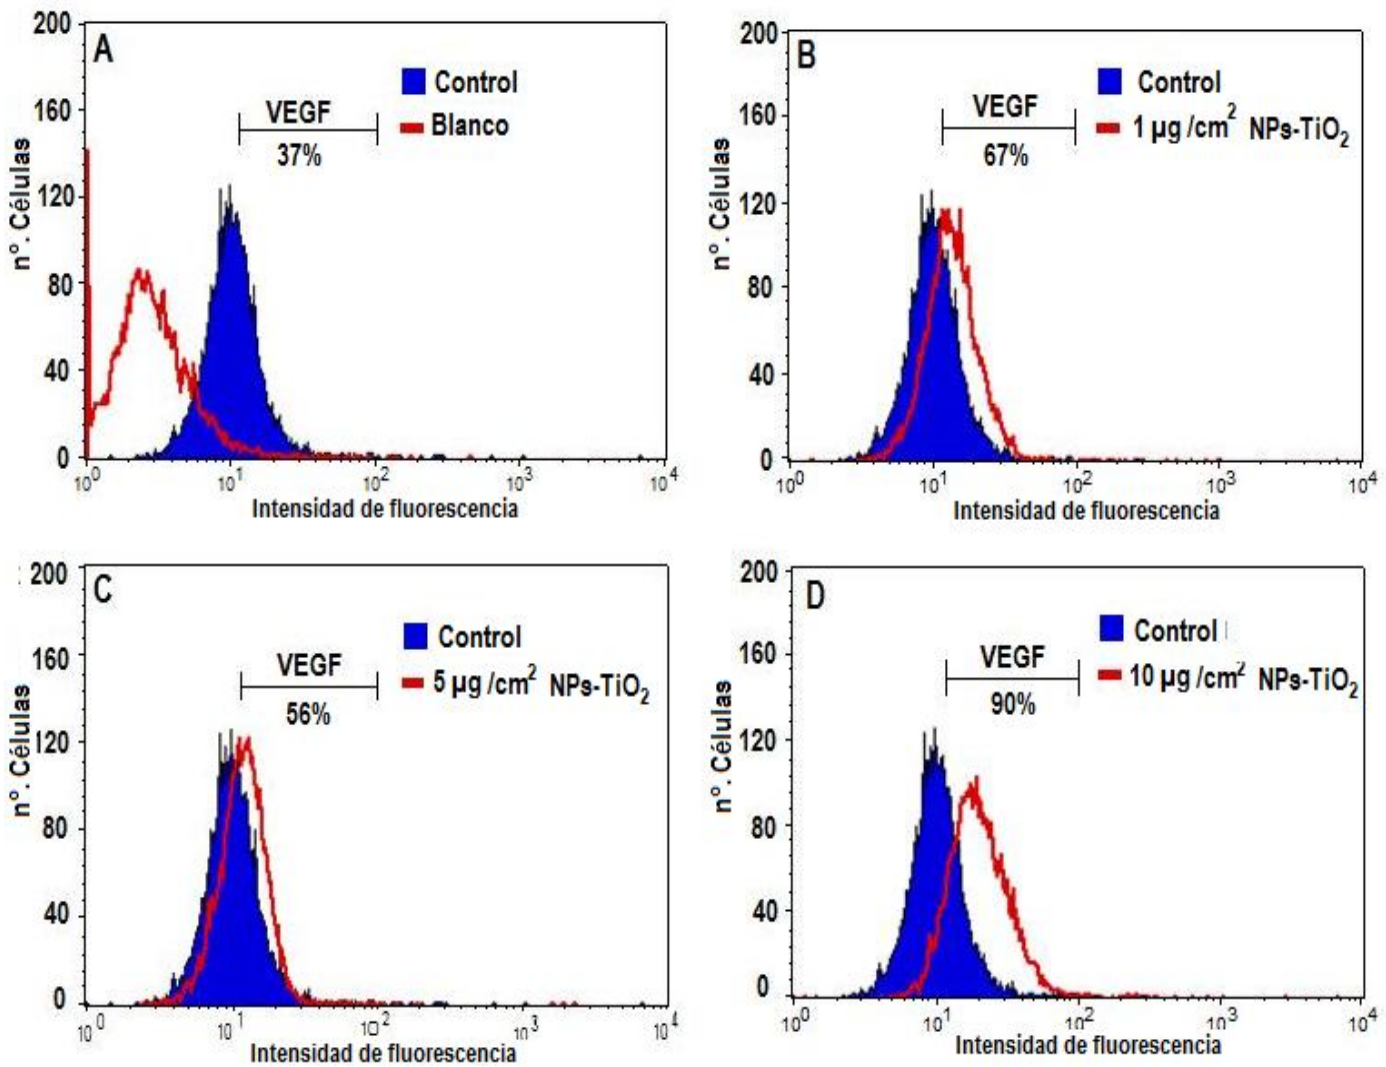 A
Control
Blanco
VEGF
37%
200
160
120
80
40
0
n°. Células
10⁰ 10¹ 10² 10³ 10⁴
Intensidad de fluorescencia
B
Control
1 µg /cm² NPs-TiO₂
VEGF
67%
200
160
120
80
40
0
n°. Células
10⁰ 10¹ 10² 10³ 10⁴
Intensidad de fluorescencia
C
Control
5 µg /cm² NPs-TiO₂
VEGF
56%
200
160
120
80
40
0
n°. Células
10⁰ 10¹ 10² 10³ 10⁴
Intensidad de fluorescencia
D
Control
10 µg /cm² NPs-TiO₂
VEGF
90%
200
160
120
80
40
0
n°. Células
10⁰ 10¹ 10² 10³ 10⁴
Intensidad de fluorescencia